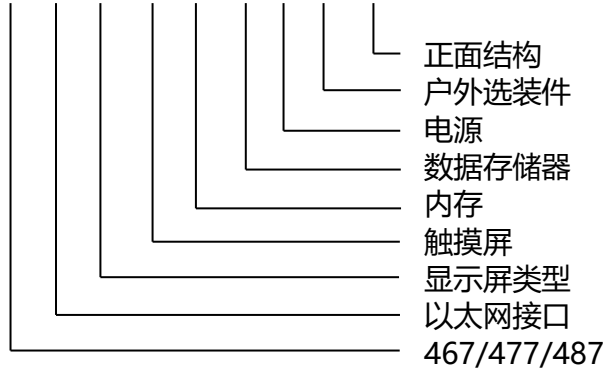 正面结构
户外选装件
电源
数据存储器
内存
触摸屏
显示屏类型
以太网接口
467/477/487